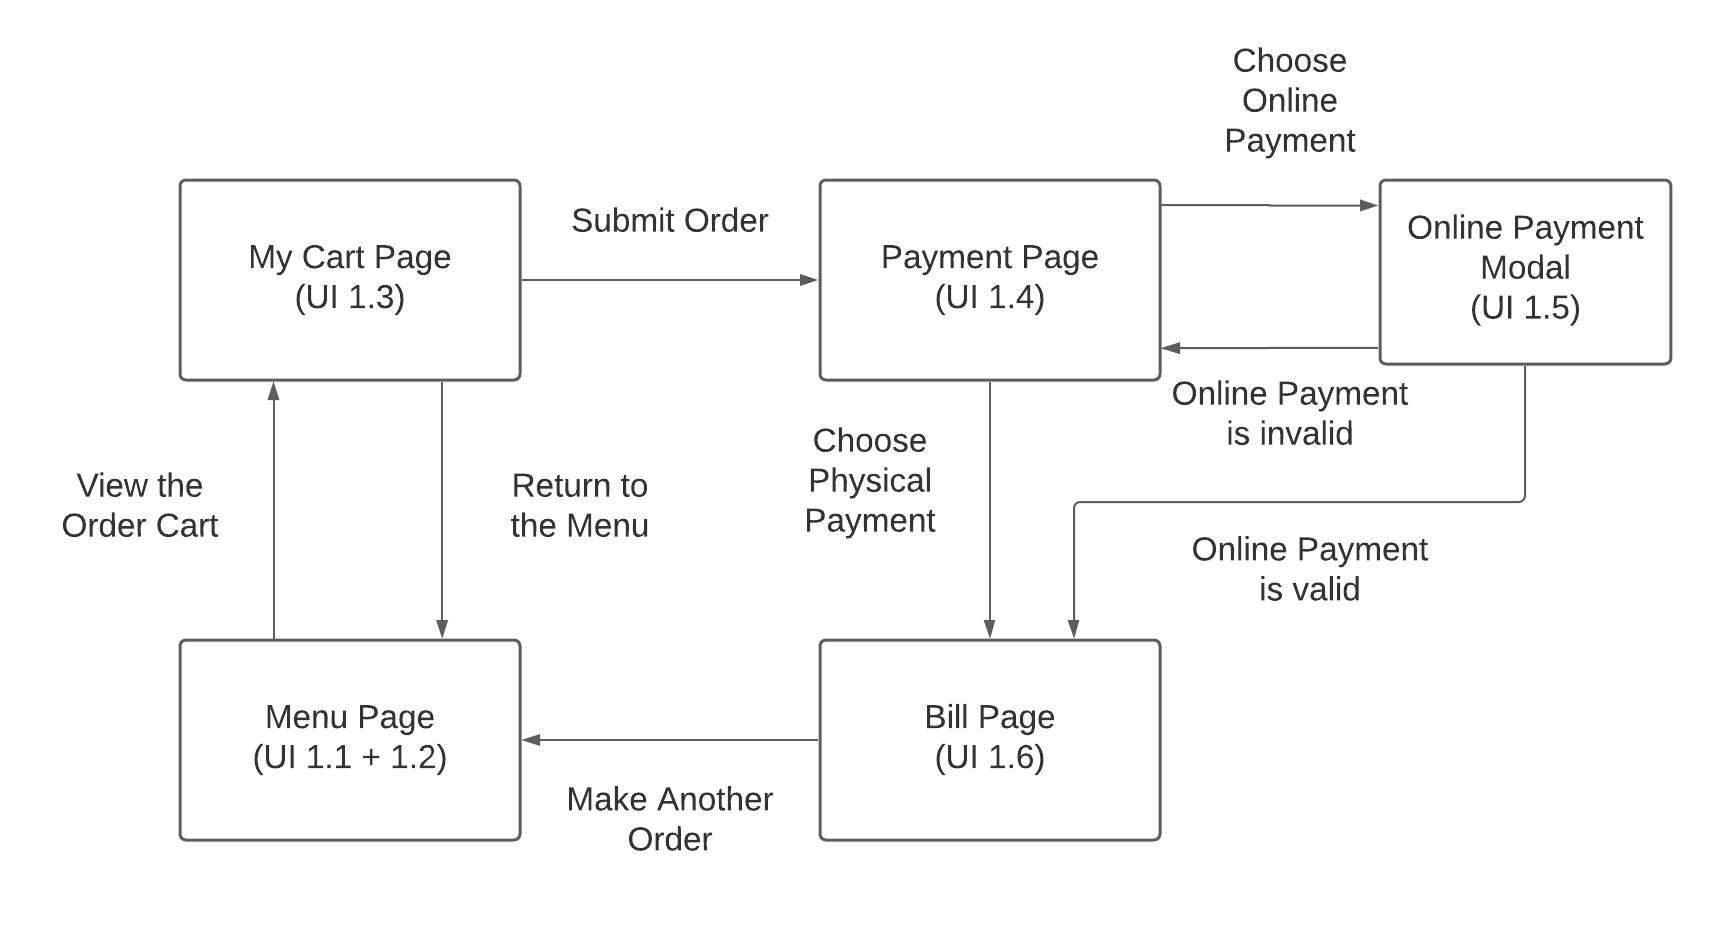 Choose
Online
Payment
My Cart Page
(UI 1.3)
Submit Order
Payment Page
(UI 1.4)
Online Payment
Modal
(UI 1.5)
Online Payment
is invalid
View the
Order Cart
Return to
the Menu
Choose
Physical
Payment
Online Payment
is valid
Menu Page
(UI 1.1 + 1.2)
Make Another
Order
Bill Page
(UI 1.6)